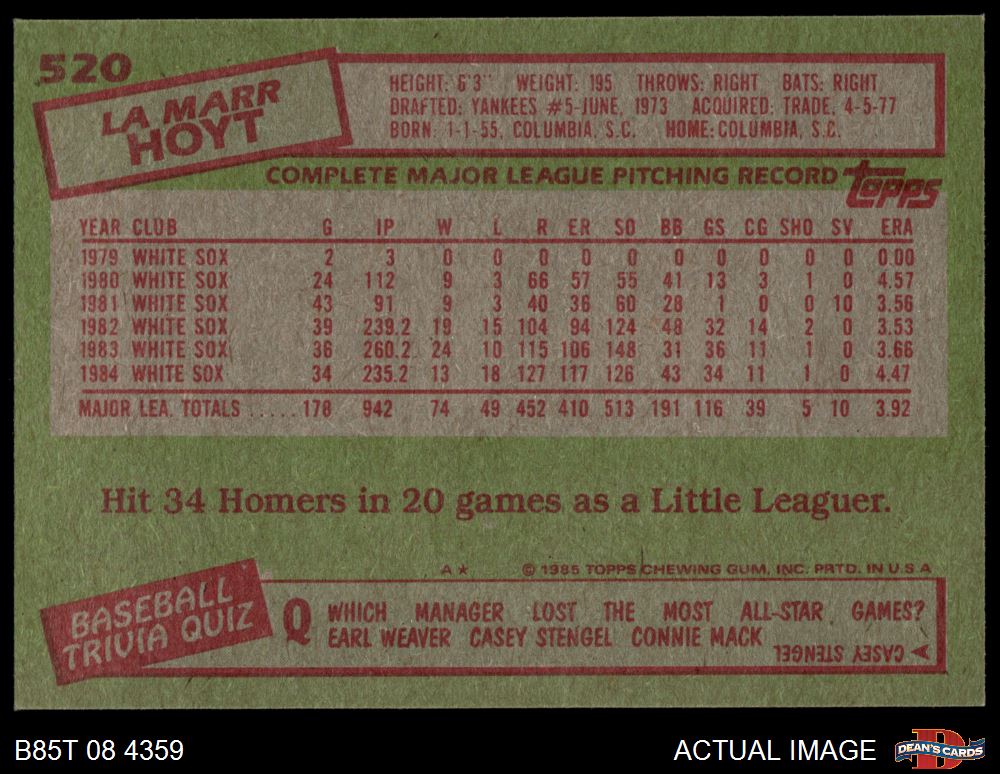 520
LA MARR
HOYT
HEIGHT: 6'3" WEIGHT: 195 THROWS: RIGHT BATS: RIGHT
DRAFTED: YANKEES #5-JUNE, 1973 ACQUIRED: TRADE, 4-5-77
BORN: 1-1-55, COLUMBIA, S.C. HOME: COLUMBIA, S.C.
COMPLETE MAJOR LEAGUE PITCHING RECORD topps
YEAR CLUB G IP W L R ER SO BB GS CG SHO SV ERA
1979 WHITE SOX 2 3 0 0 0 0 0 0 0 0 0 0 0.00
1980 WHITE SOX 24 112 9 3 66 57 55 41 13 3 1 0 4.57
1981 WHITE SOX 43 91 9 3 40 36 60 28 1 0 0 10 3.56
1982 WHITE SOX 39 239.2 19 15 104 94 124 48 32 14 2 0 3.53
1983 WHITE SOX 36 260.2 24 10 115 106 148 31 36 11 1 0 3.66
1984 WHITE SOX 34 235.2 13 18 127 117 126 43 34 11 1 0 4.47
MAJOR LEA. TOTALS ..... 178 942 74 49 452 410 513 191 116 39 5 10 3.92
Hit 34 Homers in 20 games as a Little Leaguer.
A★ © 1985 TOPPS CHEWING GUM, INC. PRTD. IN U.S.A
BASEBALL
TRIVIA QUIZ
Q WHICH MANAGER LOST THE MOST ALL-STAR GAMES?
EARL WEAVER CASEY STENGEL CONNIE MACK
A CASEY STENGEL
B85T 08 4359
ACTUAL IMAGE
D
DEAN'S CARDS